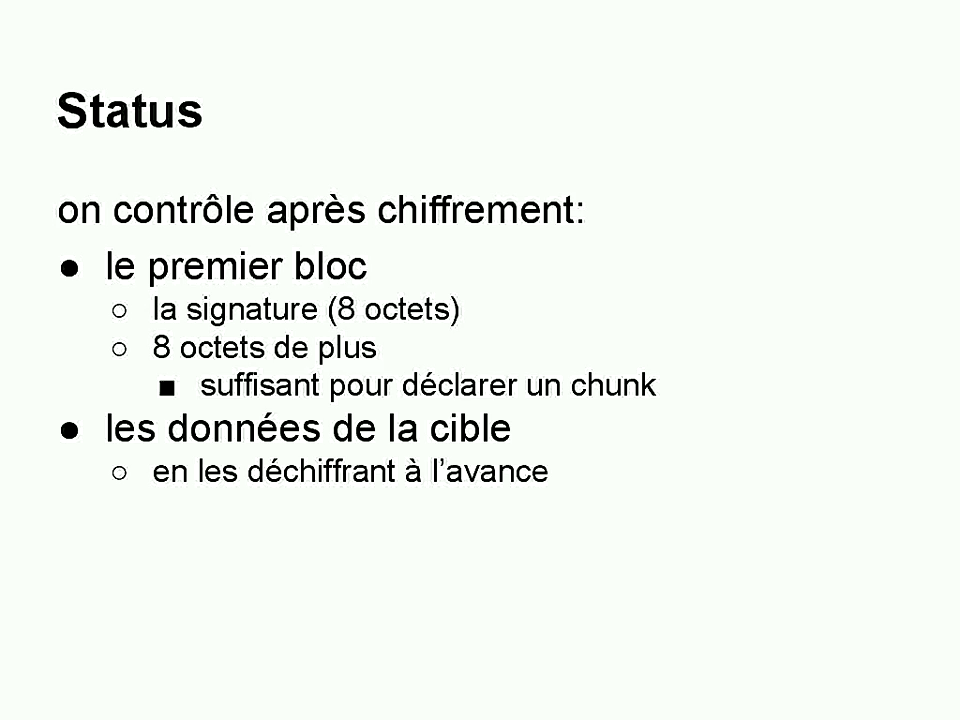 Status
on contrôle après chiffrement:
● le premier bloc
○ la signature (8 octets)
○ 8 octets de plus
■ suffisant pour déclarer un chunk
● les données de la cible
○ en les déchiffrant à l’avance